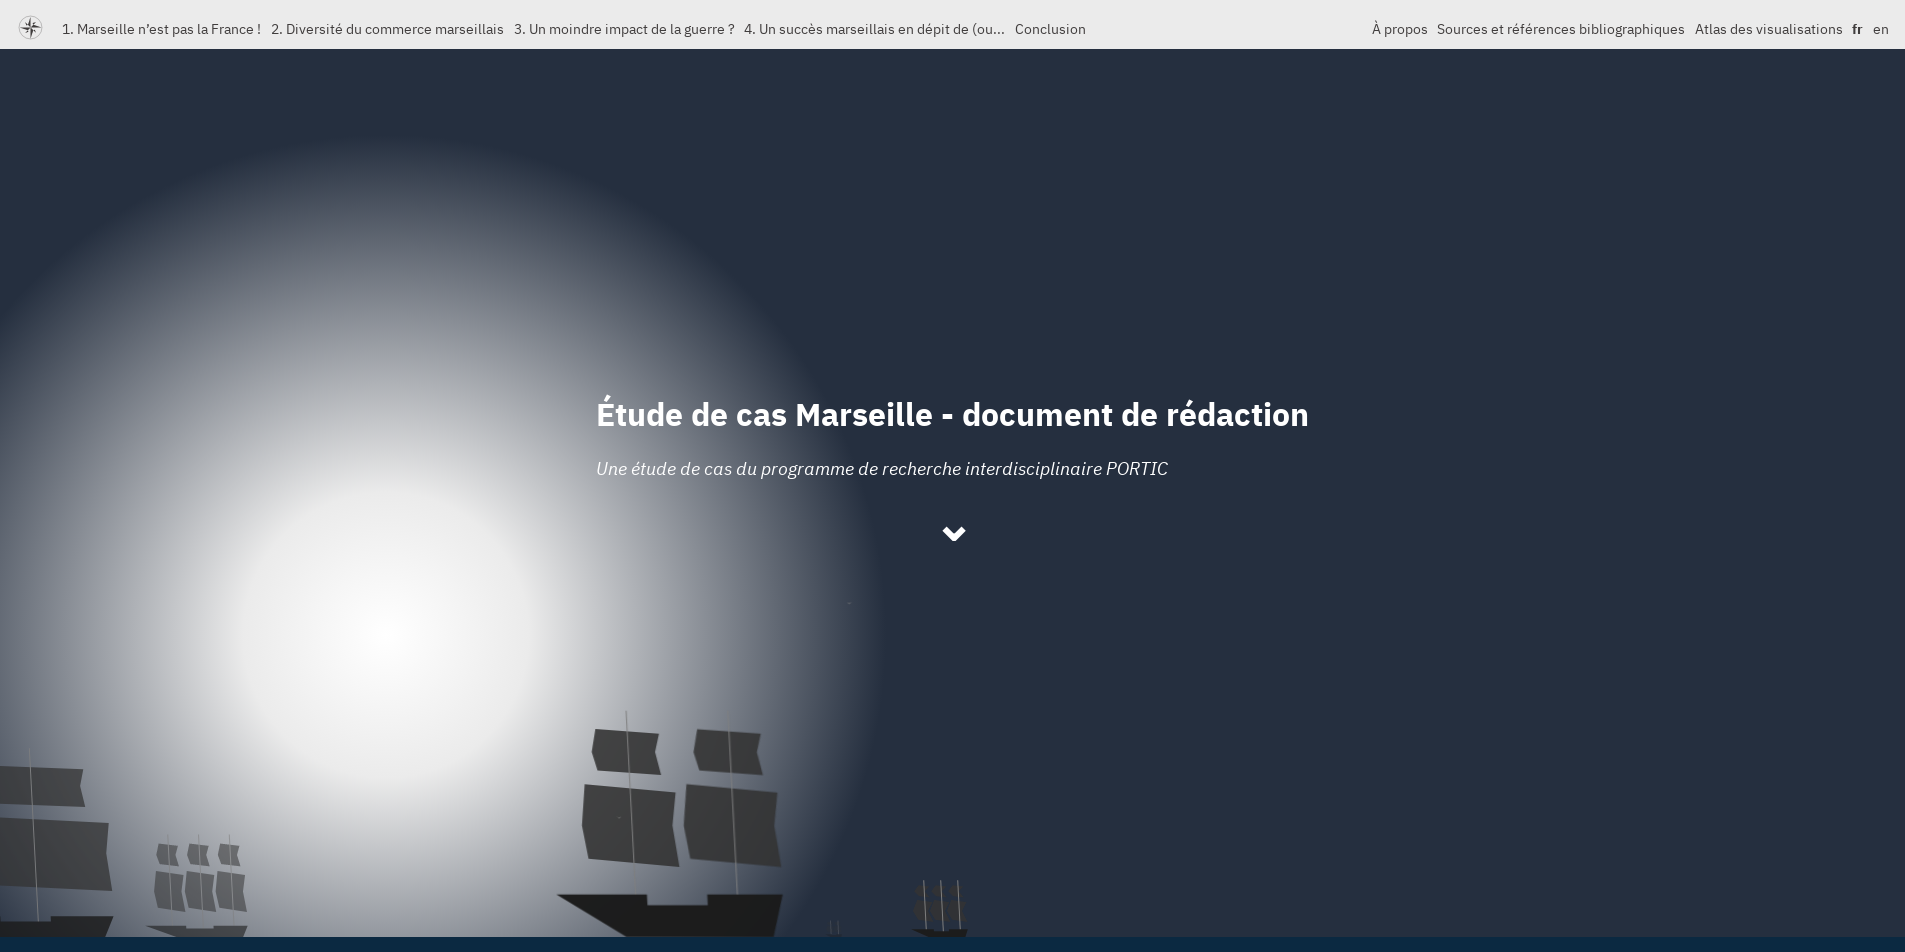 1. Marseille n’est pas la France ! 2. Diversité du commerce marseillais 3. Un moindre impact de la guerre ? 4. Un succès marseillais en dépit de (ou... Conclusion À propos Sources et références bibliographiques Atlas des visualisations fr en
Étude de cas Marseille - document de rédaction
Une étude de cas du programme de recherche interdisciplinaire PORTIC